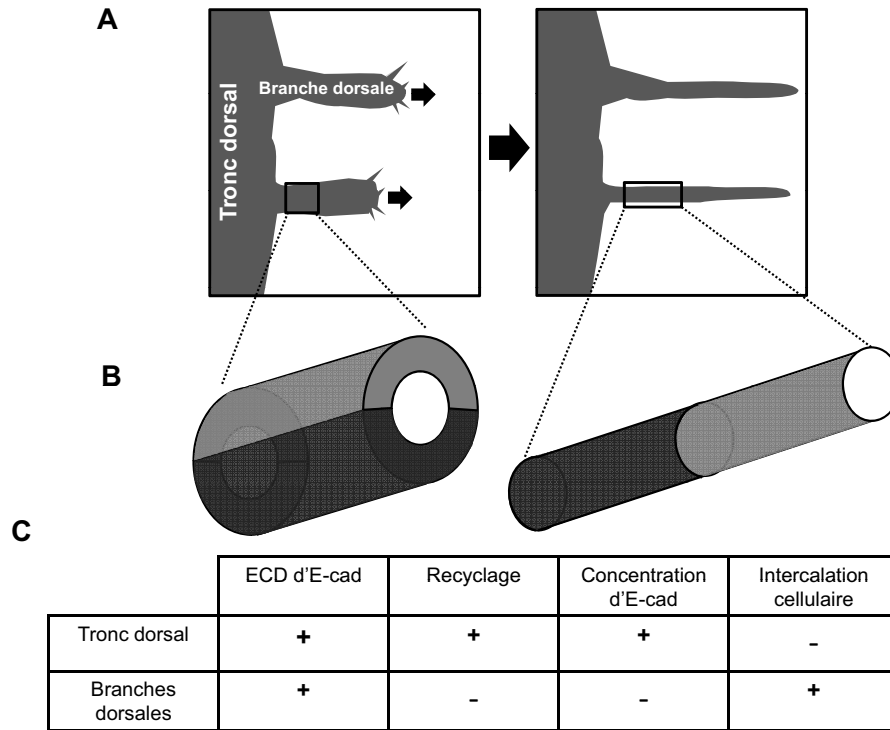 A
Tronc dorsal
Branche dorsale
B
C
ECD d'E-cad
Recyclage
Concentration
d'E-cad
Intercalation
cellulaire
Tronc dorsal
+
+
+
-
Branches
dorsales
+
-
-
+